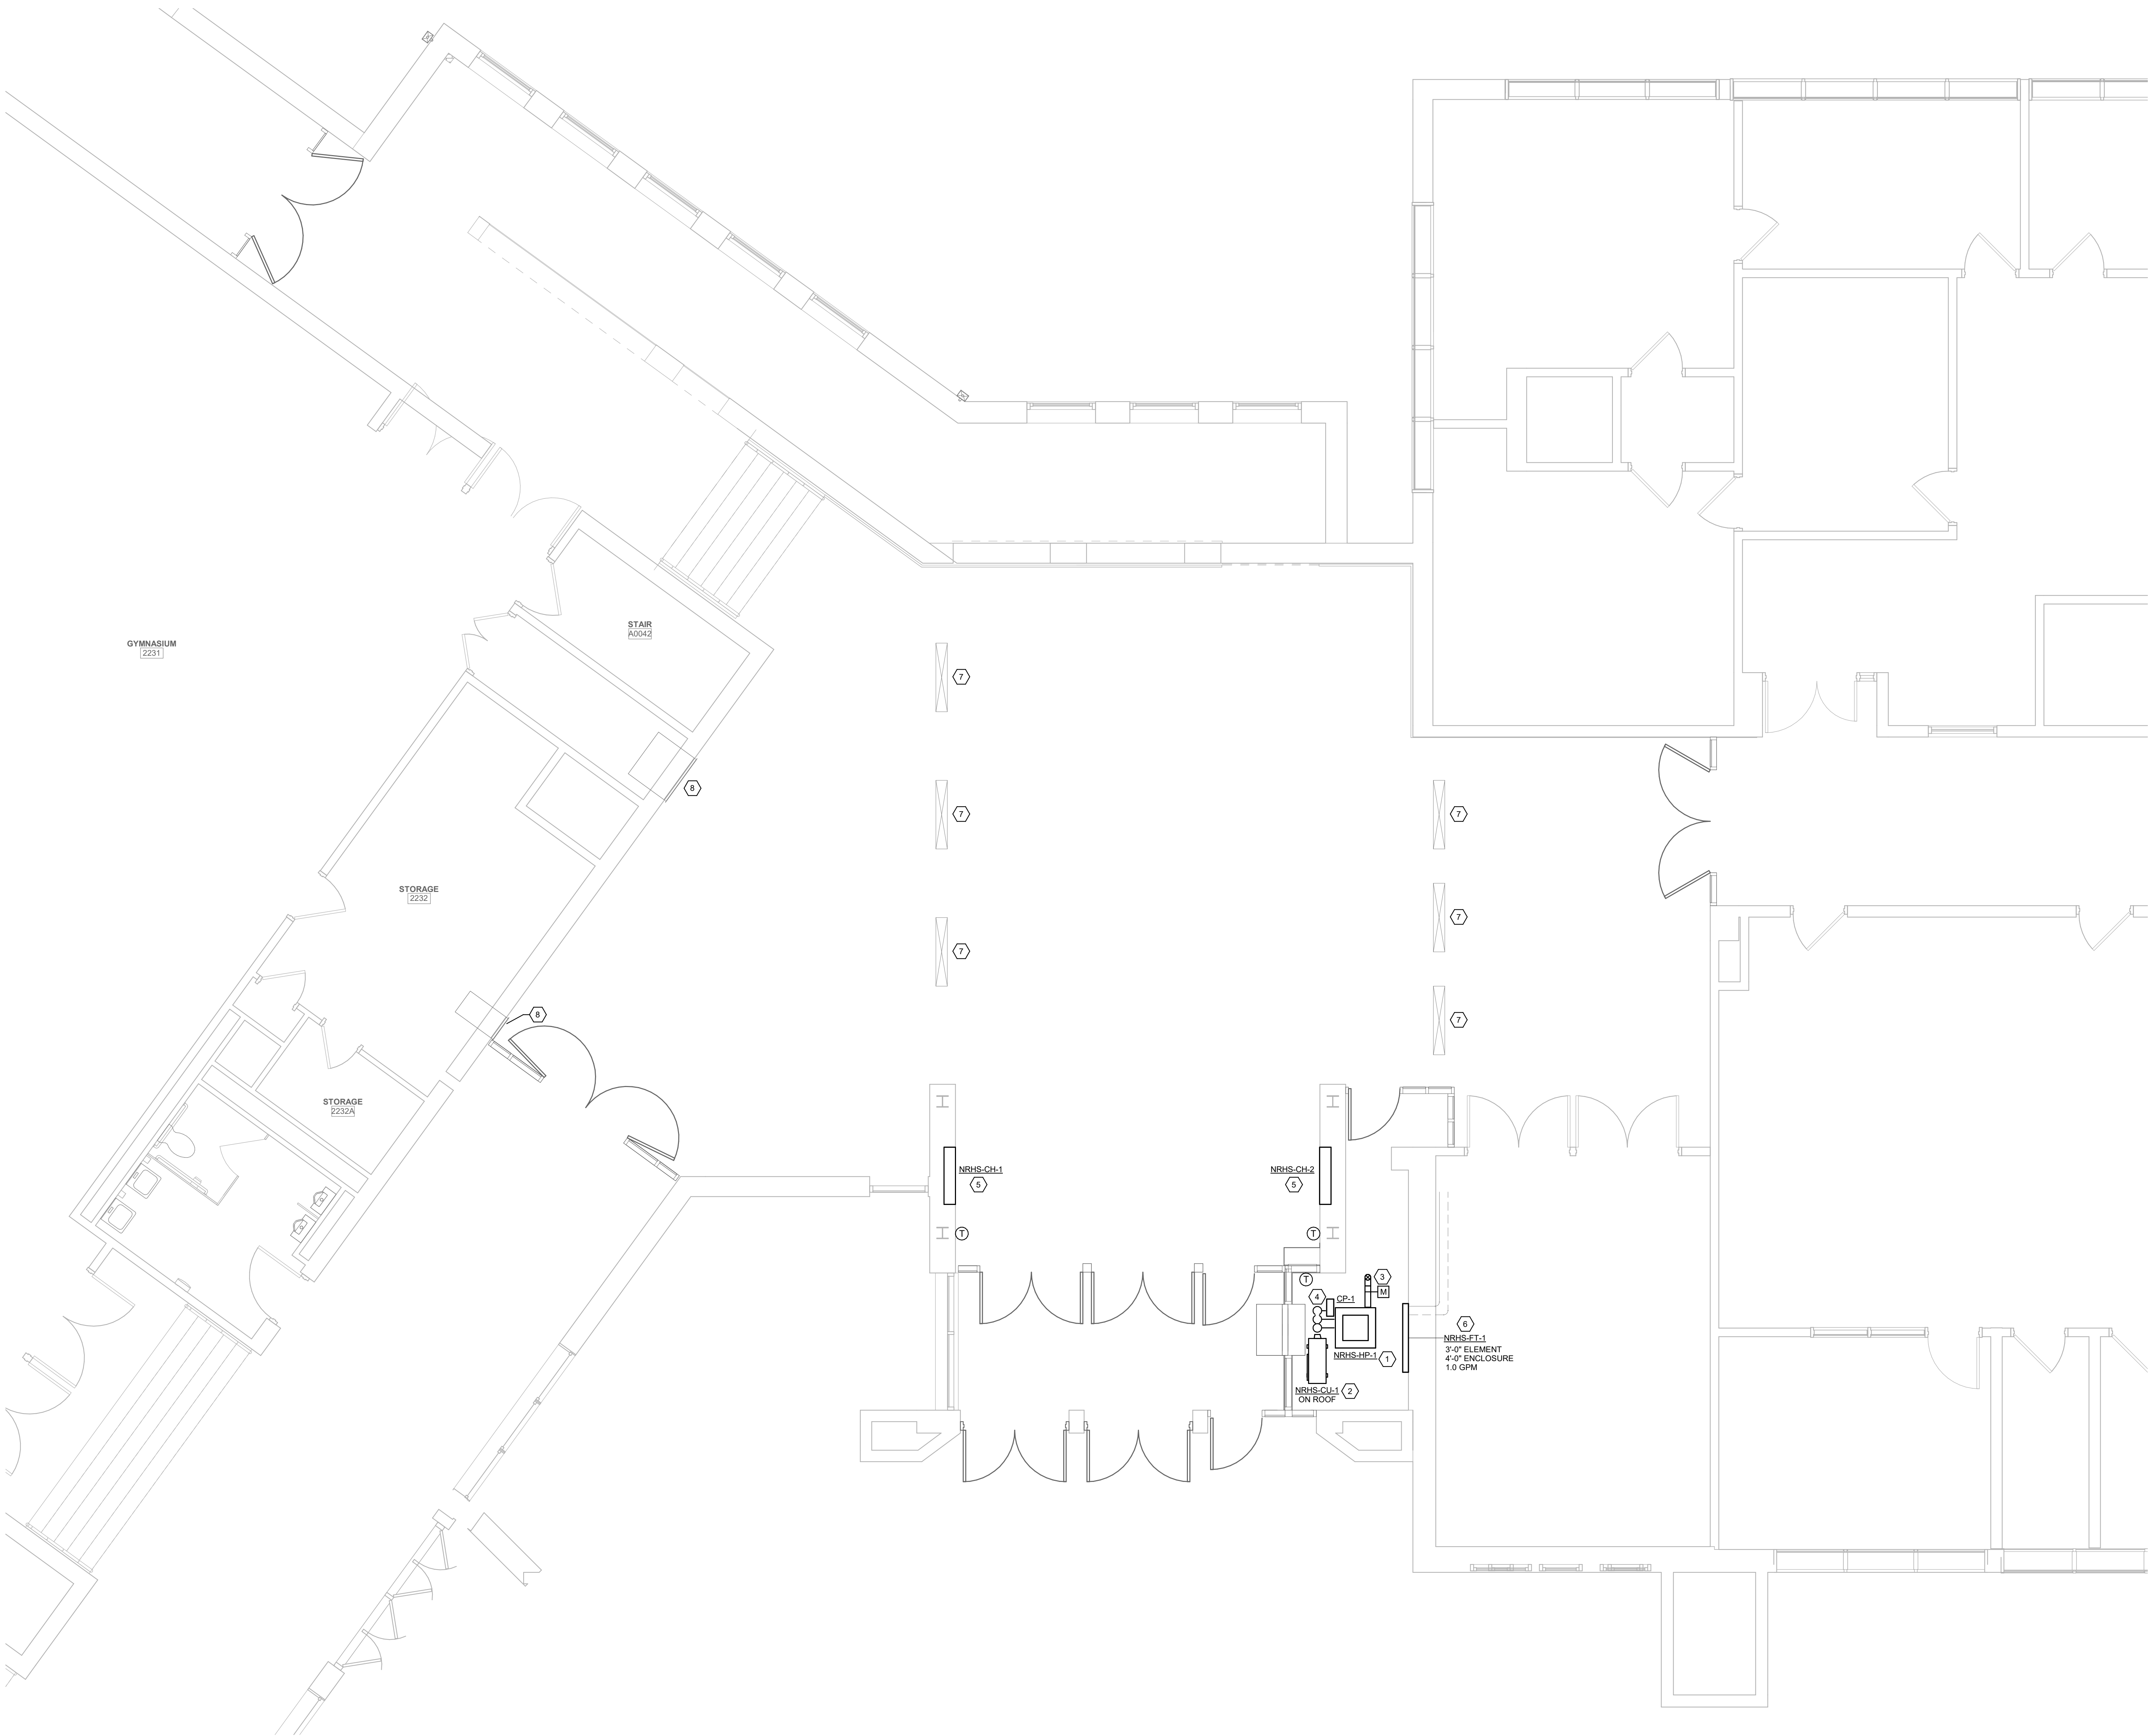 GYMNASIUM
2231
STAIR
A0042
7
8
7
7
7
STORAGE
2232
7
7
8
7
STORAGE
2232A
NRHS-CH-1
5
NRHS-CH-2
5
T
T
T
3
M
4
CP-1
6
NRHS-FT-1
3'-0" ELEMENT
4'-0" ENCLOSURE
1.0 GPM
NRHS-HP-1
1
NRHS-CU-1
2
ON ROOF